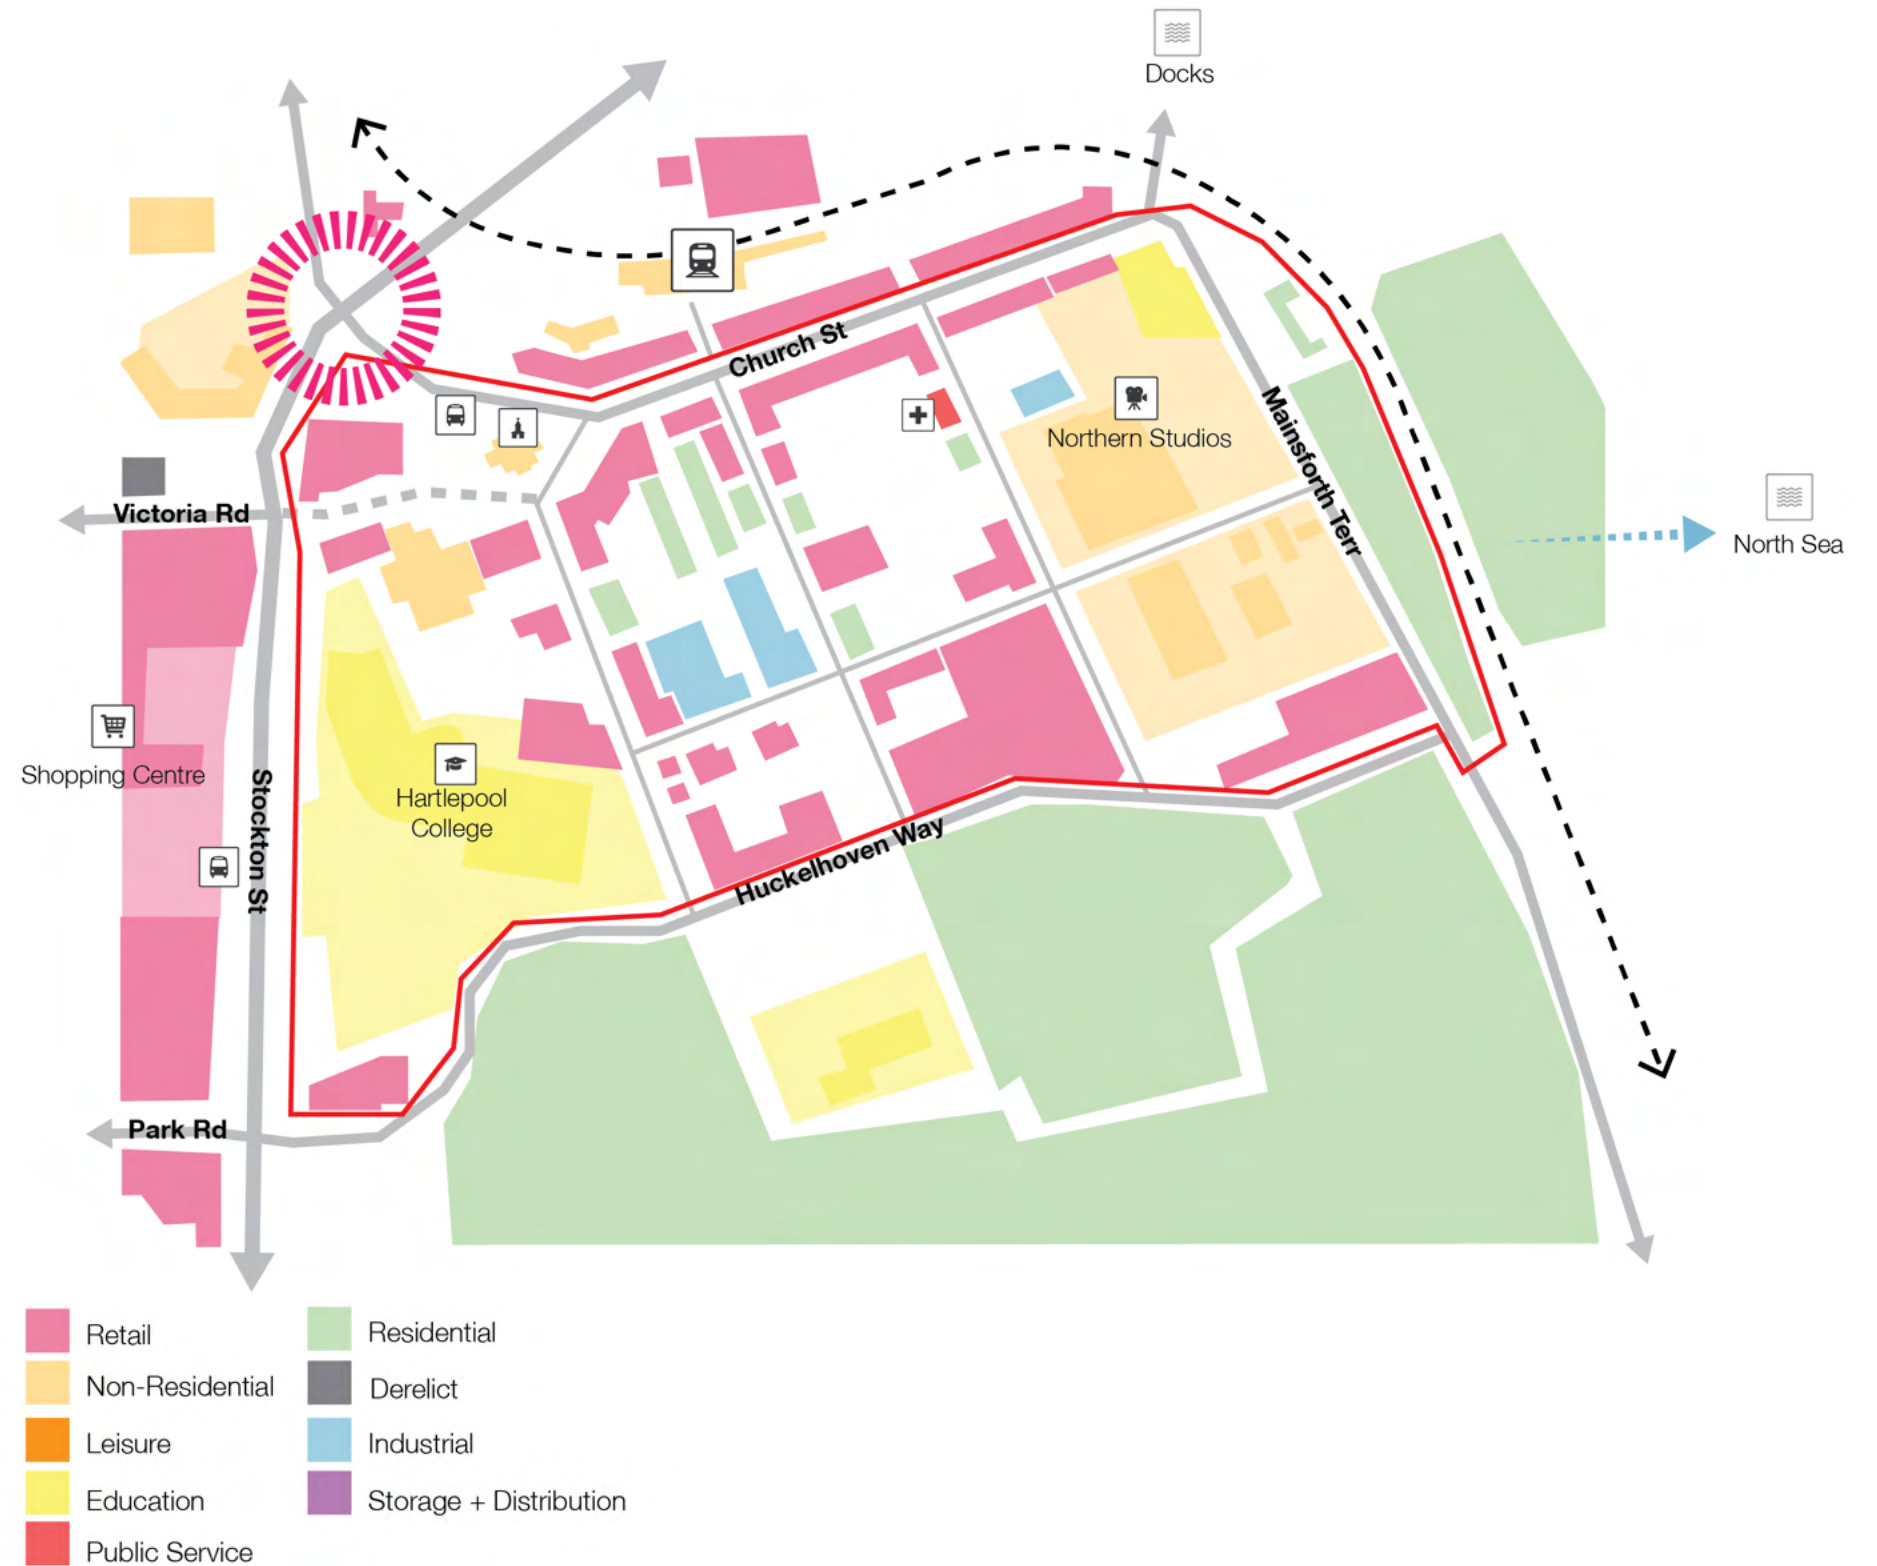 Docks
Church St
Northern Studios
Mainsforth Terr
Victoria Rd
North Sea
Shopping Centre
Stockton St
Hartlepool
College
Huckelhoven Way
Park Rd
Retail
Residential
Non-Residential
Derelict
Leisure
Industrial
Education
Storage + Distribution
Public Service